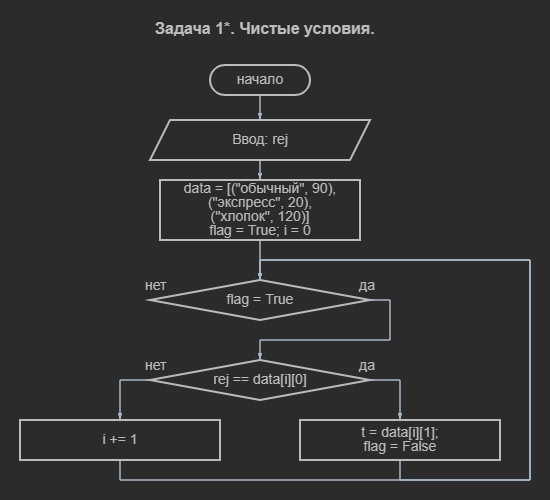 Задача 1*. Чистые условия.
начало
Ввод: rej
data = [("обычный", 90),
("экспресс", 20),
("хлопок", 120)]
flag = True; i = 0
нет
да
flag = True
нет
да
rej == data[i][0]
i += 1
t = data[i][1];
flag = False